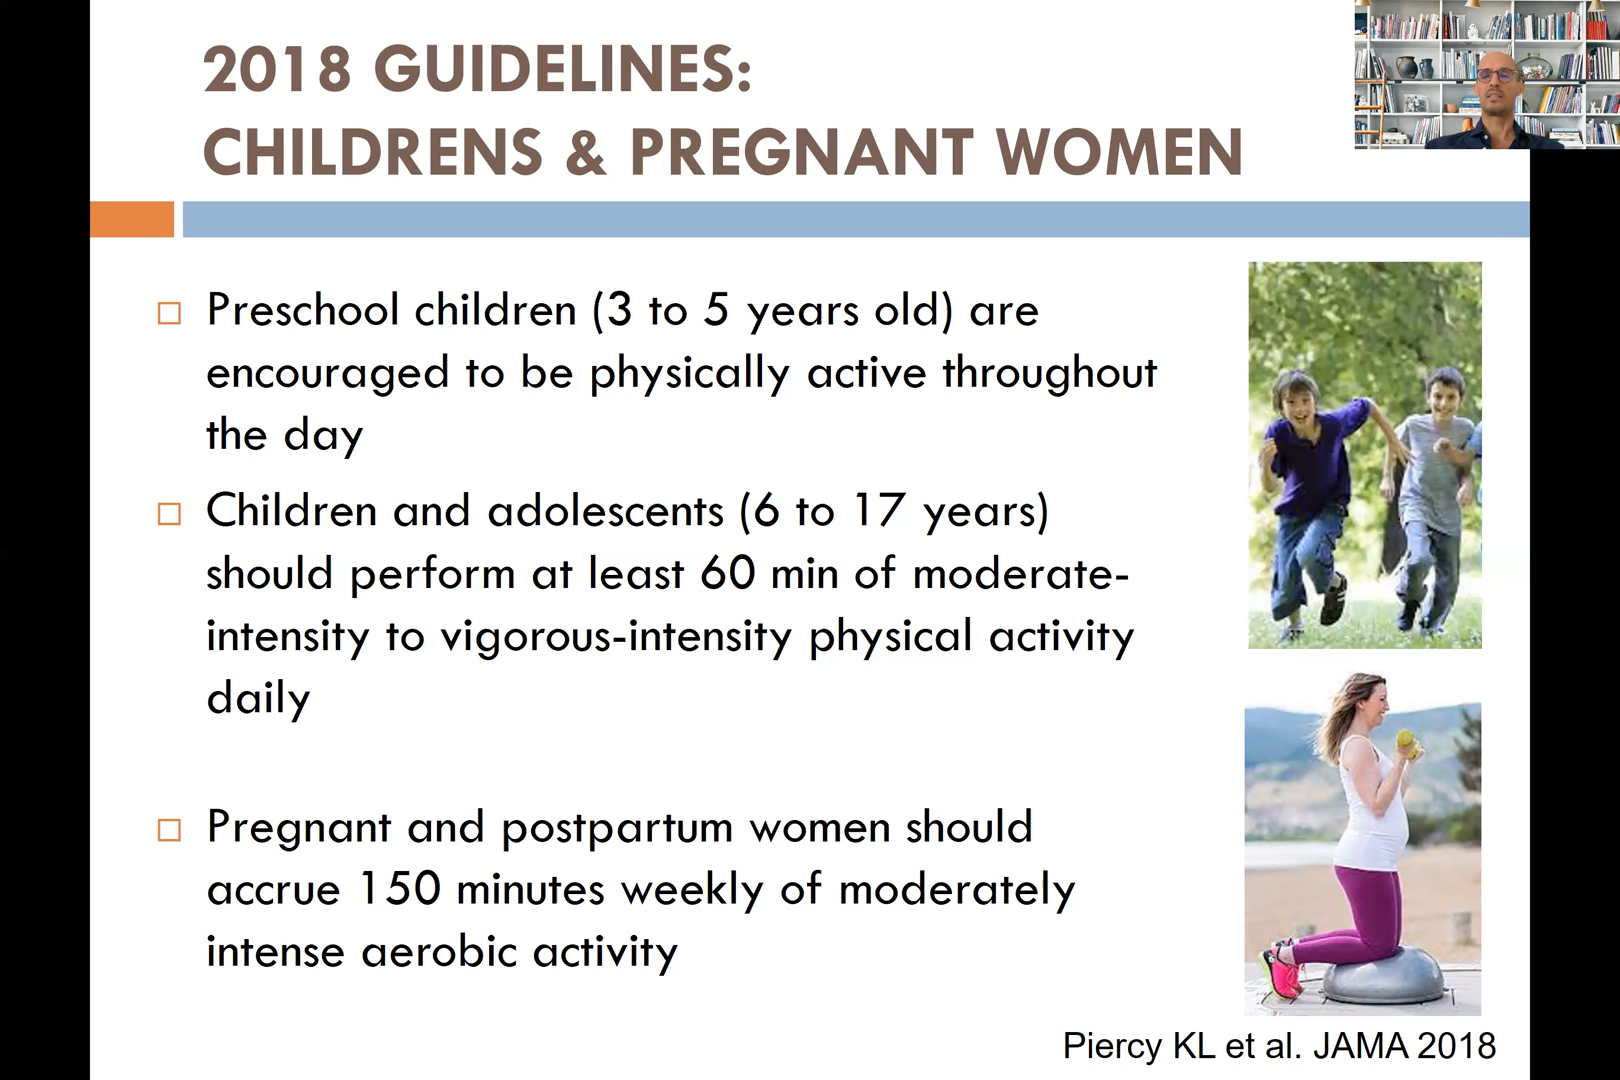 2018 GUIDELINES:
CHILDRENS & PREGNANT WOMEN
Preschool children (3 to 5 years old) are
encouraged to be physically active throughout
the day
Children and adolescents (6 to 17 years)
should perform at least 60 min of moderate-
intensity to vigorous-intensity physical activity
daily
Pregnant and postpartum women should
accrue 150 minutes weekly of moderately
intense aerobic activity
Piercy KL et al. JAMA 2018